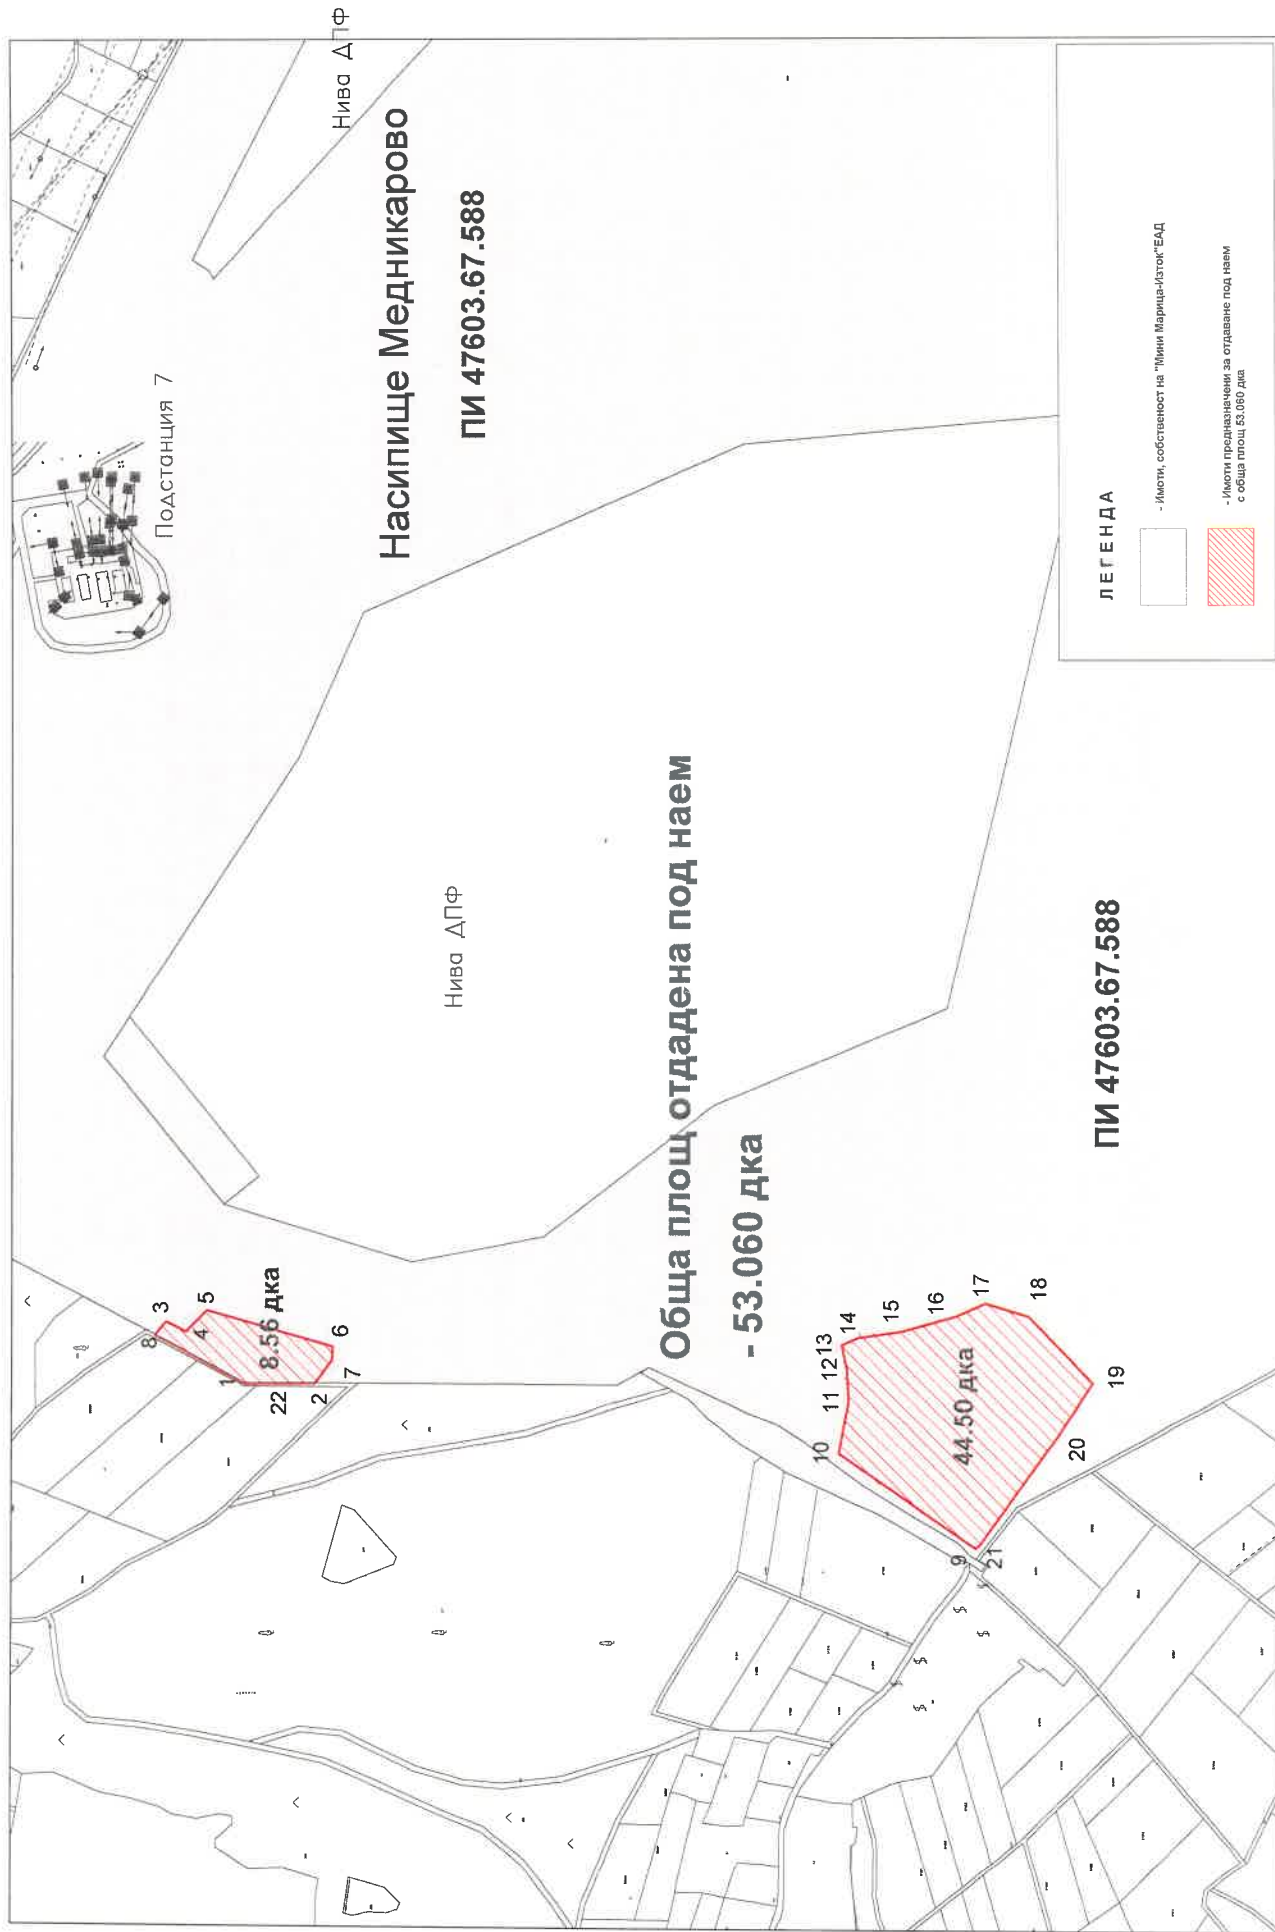 Нива ДПФ
Подстанция 7
Насипище Медникарово
ПИ 47603.67.588
Нива ДПФ
Обща площ отдадена под наем
- 53.060 дка
ПИ 47603.67.588
8
3
4
5
8.56 дка
1
22
2
6
7
10
11
12
13
14
15
16
17
18
44.50 дка
19
20
9
21
ЛЕГЕНДА
- Имоти, собственост на "Мини Марица-Изток"ЕАД
- Имоти предназначени за отдаване под наем
с обща площ 53.060 дка